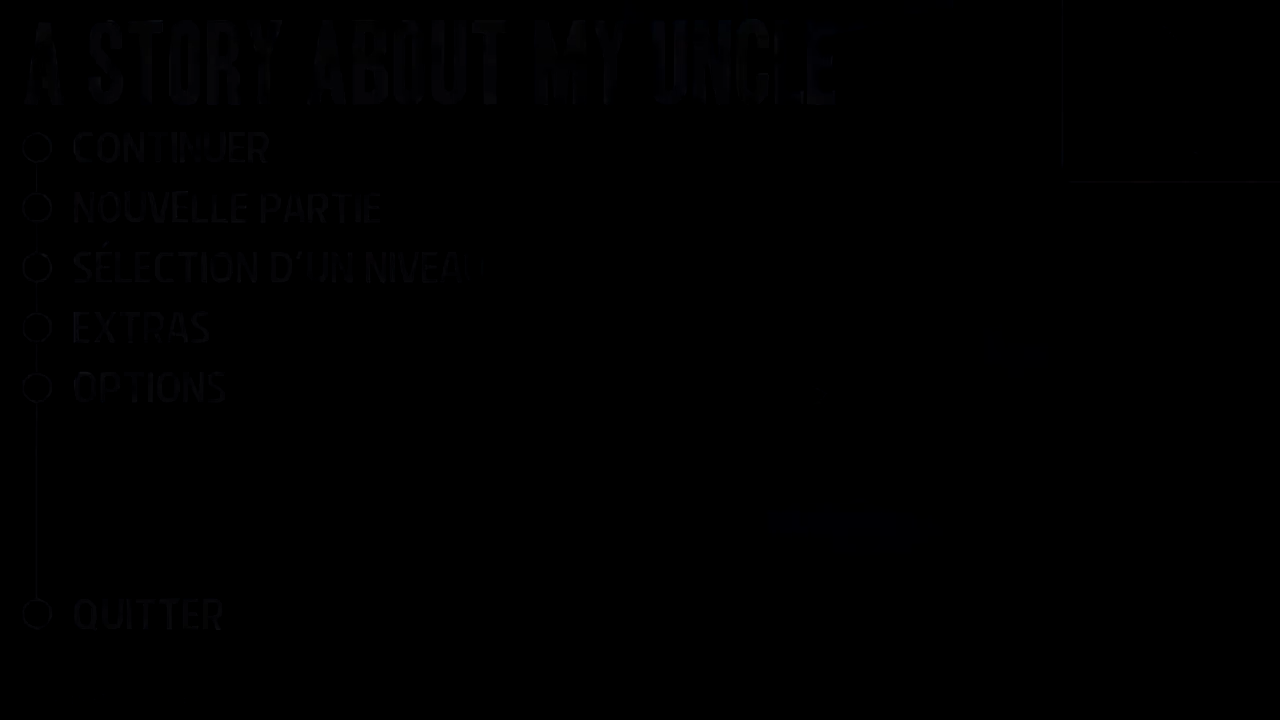 A STORY ABOUT MY UNCLE
CONTINUER
NOUVELLE PARTIE
SÉLECTION D'UN NIVEAU
EXTRAS
OPTIONS
QUITTER